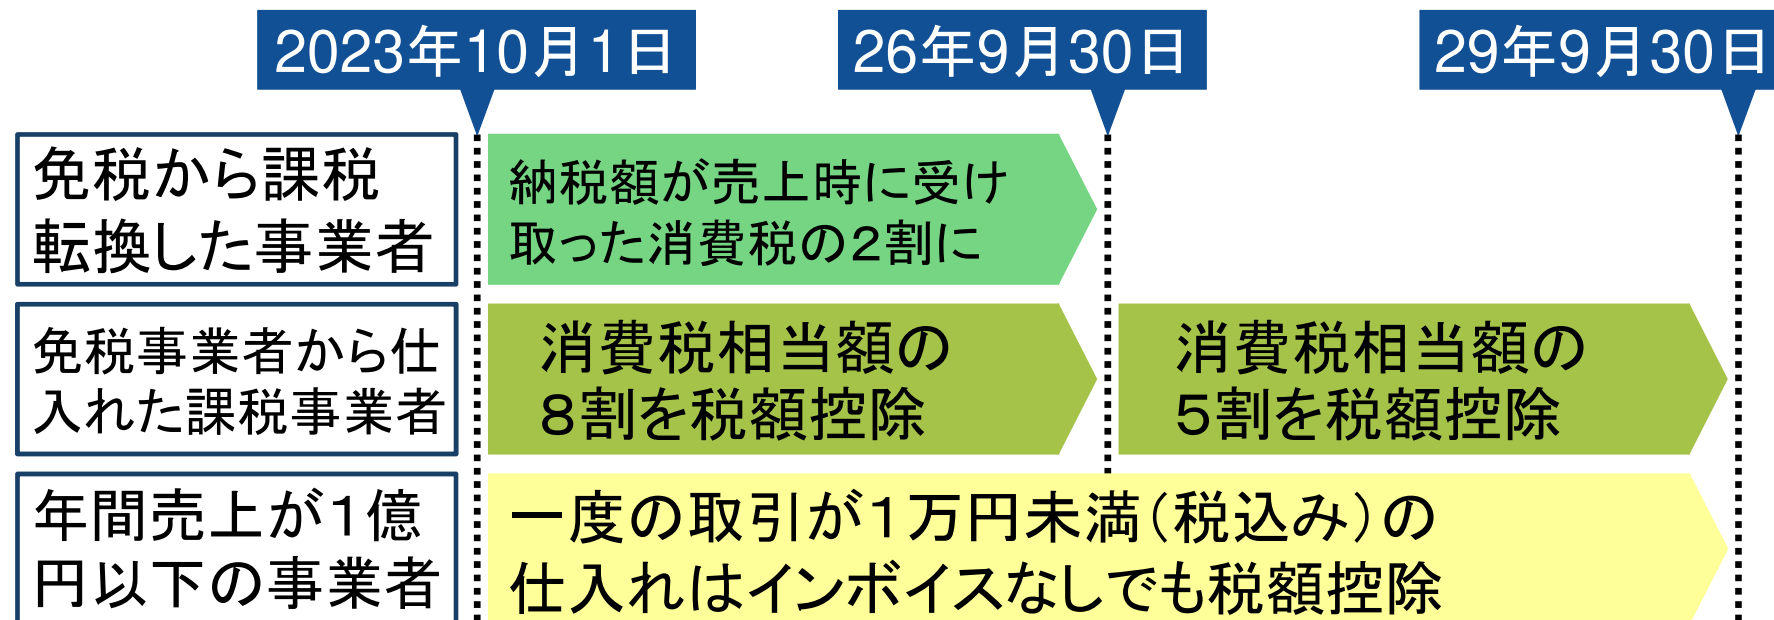 2023年10月1日
26年9月30日
29年9月30日
免税から課税
転換した事業者
納税額が売上時に受け
取った消費税の2割に
免税事業者から仕
入れた課税事業者
消費税相当額の
8割を税額控除
消費税相当額の
5割を税額控除
年間売上が1億
円以下の事業者
一度の取引が1万円未満(税込み)の
仕入れはインボイスなしでも税額控除